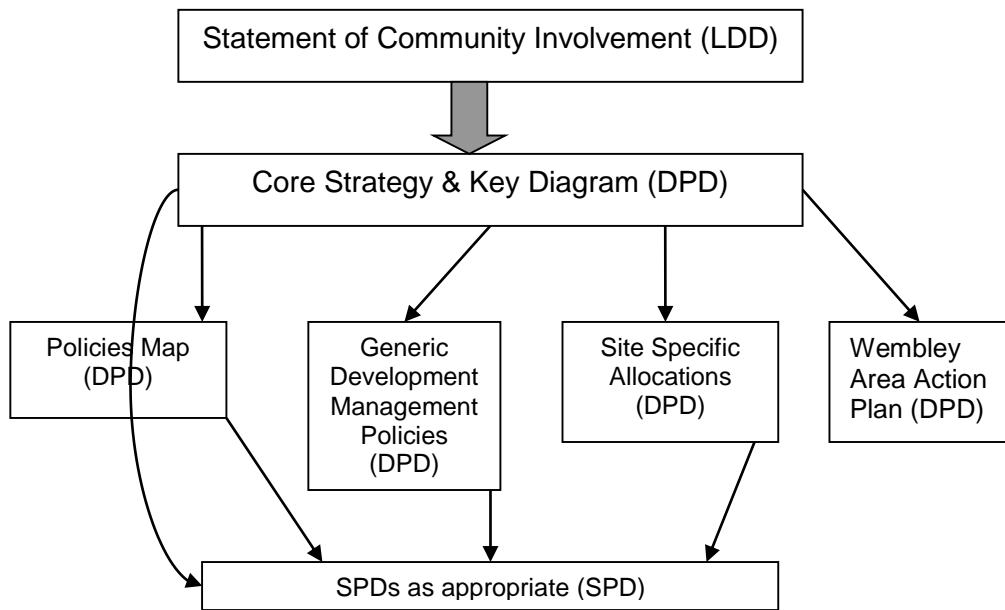 Statement of Community Involvement (LDD)
Core Strategy & Key Diagram (DPD)
Policies Map
(DPD)
Generic
Development
Management
Policies
(DPD)
Site Specific
Allocations
(DPD)
Wembley
Area Action
Plan (DPD)
SPDs as appropriate (SPD)